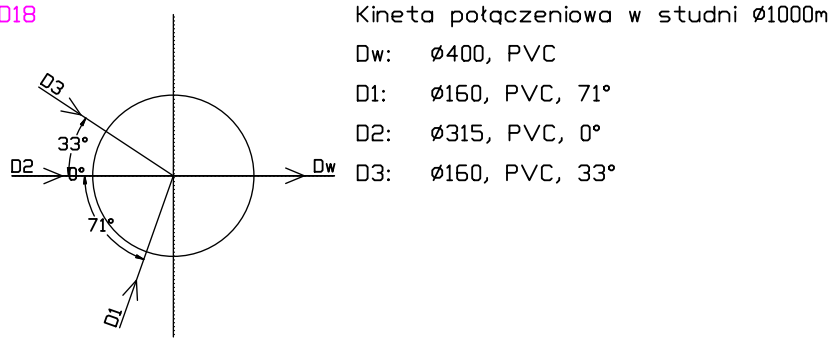 D18
Kineta połączeniowa w studni Ø1000m
Dw: Ø400, PVC
D1: Ø160, PVC, 71°
D2: Ø315, PVC, 0°
D3: Ø160, PVC, 33°
D3
33°
D2
0°
Dw
71°
D1